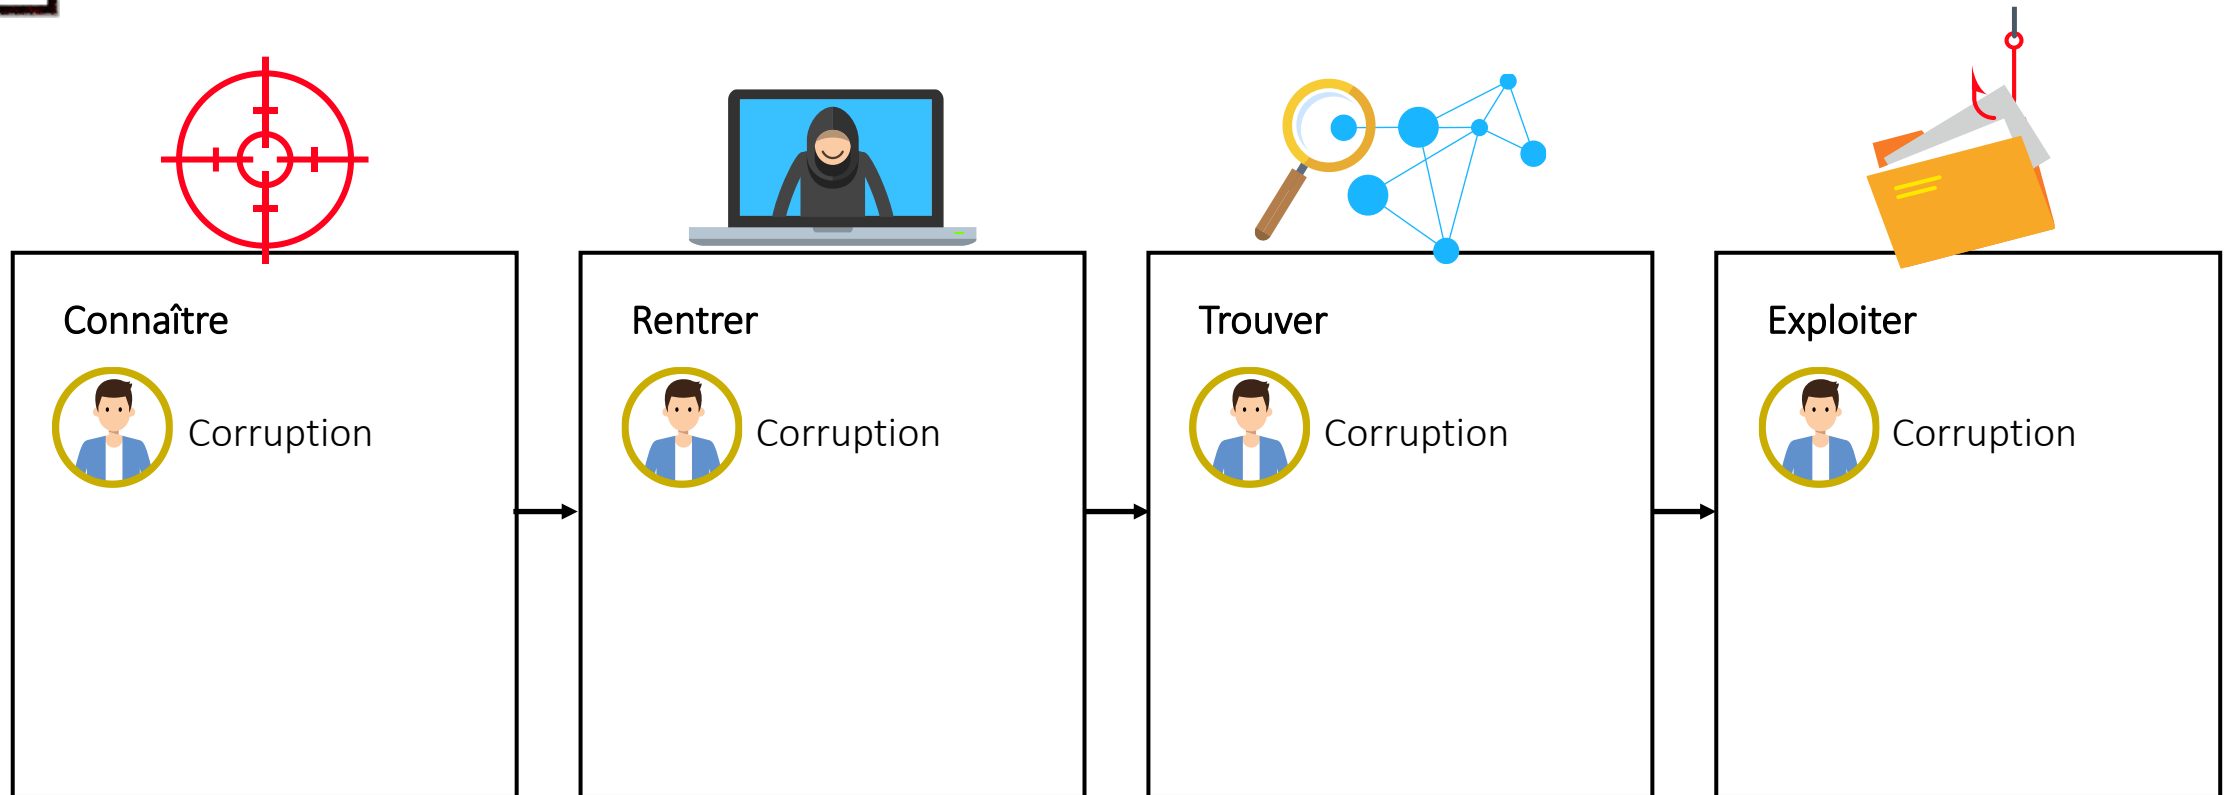 Connaître
Corruption
Rentrer
Corruption
Trouver
Corruption
Exploiter
Corruption